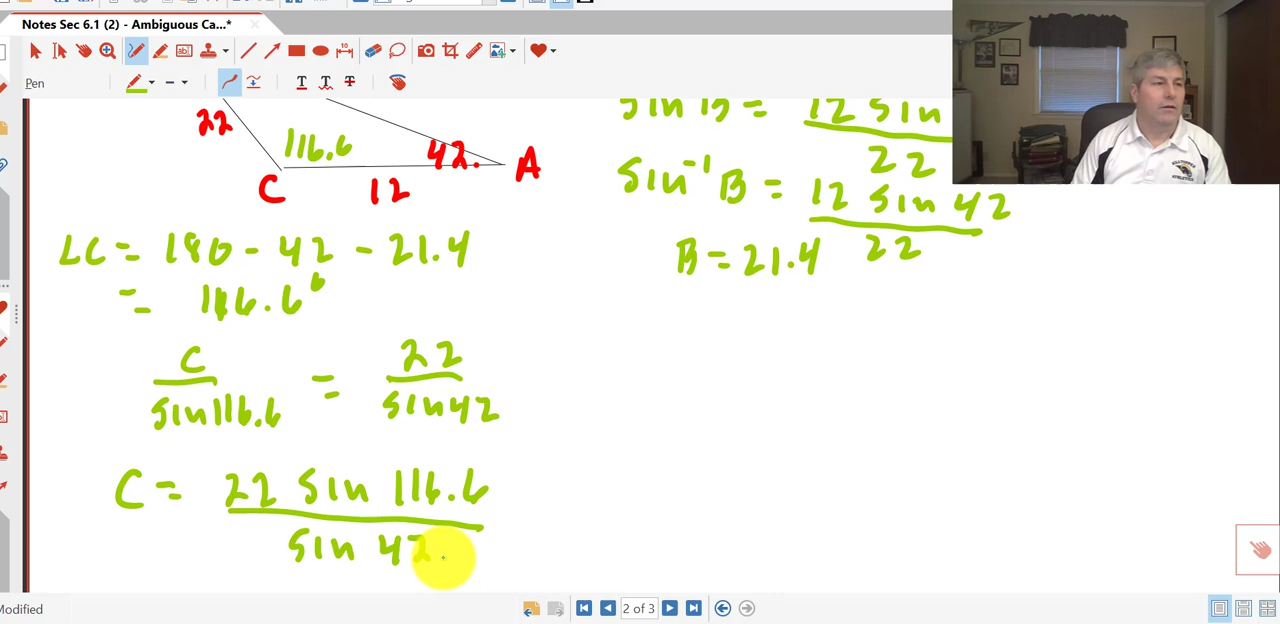 Notes Sec 6.1 (2) - Ambiguous Ca...*
Pen
22
116.6
42.
A
C
12
∠C = 180 - 42 - 21.4
= 116.6°
C
sin 116.6
=
22
sin 42
C = 22 sin 116.6
sin 42
sin B = 12 sin
22
sin⁻¹ B = 12 sin 42
22
B = 21.4
2 of 3
Modified